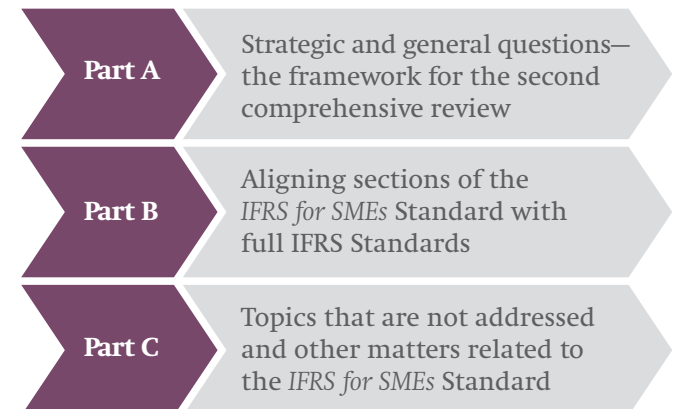 Part A
Strategic and general questions—
the framework for the second
comprehensive review
Part B
Aligning sections of the
IFRS for SMEs Standard with
full IFRS Standards
Part C
Topics that are not addressed
and other matters related to
the IFRS for SMEs Standard